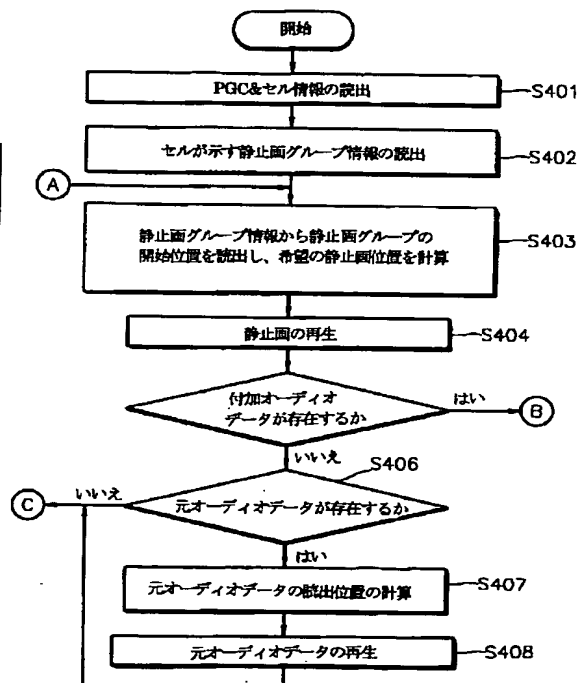 開始
PGC&セル情報の読出
S401
セルが示す静止画グループ情報の読出
S402
A
静止画グループ情報から静止画グループの
開始位置を読出し、希望の静止画位置を計算
S403
静止画の再生
S404
付加オーディオ
データが存在するか
はい
B
いいえ
S406
C
いいえ
元オーディオデータが存在するか
はい
元オーディオデータの読出位置の計算
S407
元オーディオデータの再生
S408